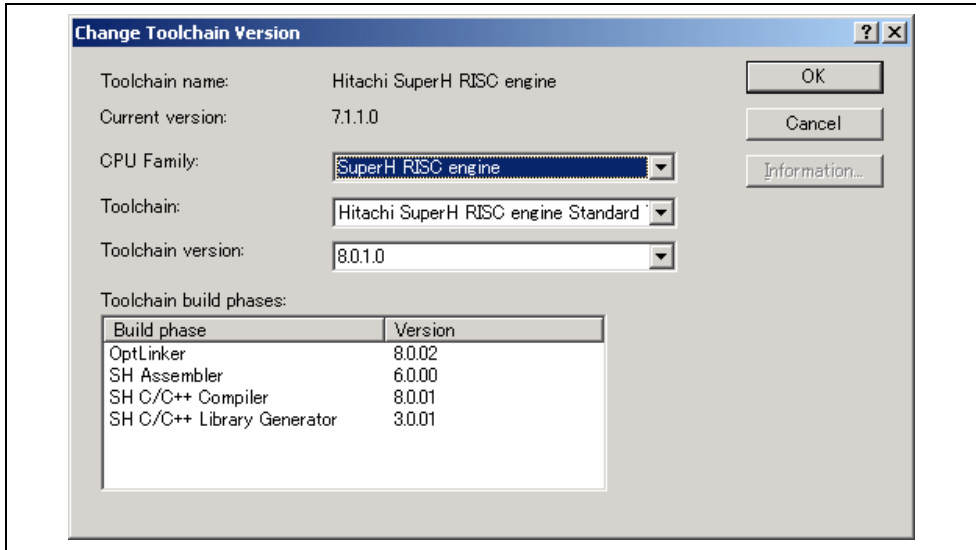 Change Toolchain Version
Toolchain name: Hitachi SuperH RISC engine
OK
Current version: 7.1.1.0
Cancel
CPU Family: SuperH RISC engine
Information...
Toolchain: Hitachi SuperH RISC engine Standard
Toolchain version: 8.0.1.0
Toolchain build phases:
Build phase Version
OptLinker 8.0.02
SH Assembler 6.0.00
SH C/C++ Compiler 8.0.01
SH C/C++ Library Generator 3.0.01